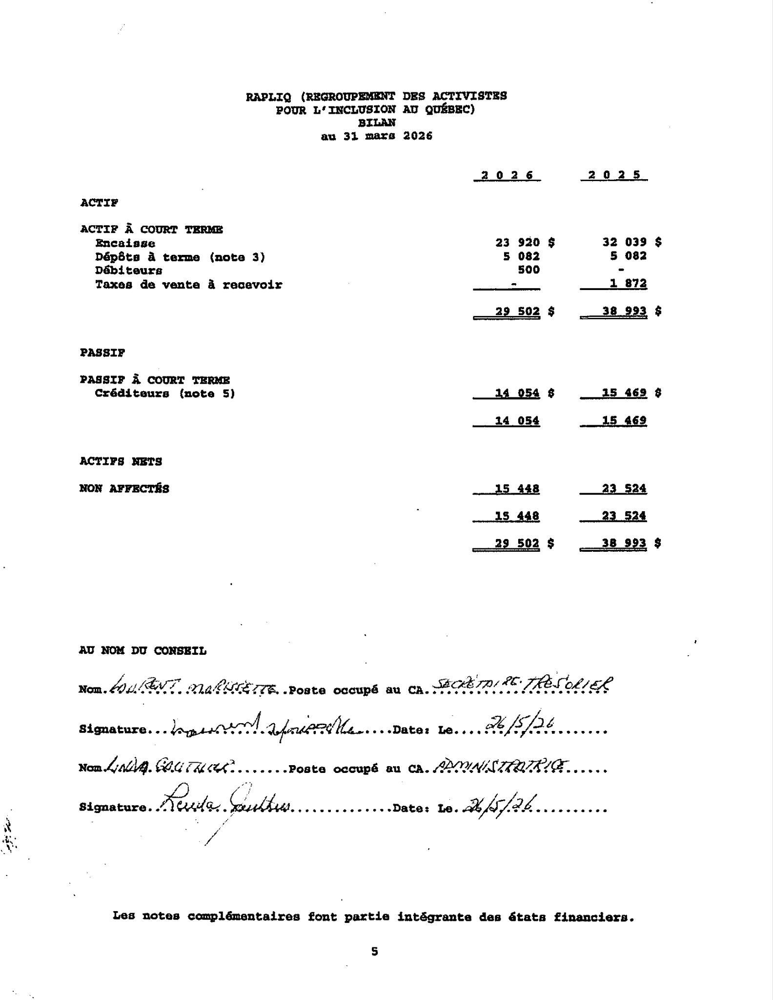 RAPLIQ (REGROUPEMENT DES ACTIVISTES
POUR L'INCLUSION AU QUÉBEC)
BILAN
au 31 mars 2026
2 0 2 6 2 0 2 5
ACTIF
ACTIF À COURT TERME
Encaisse 23 920 $ 32 039 $
Dépôts à terme (note 3) 5 082 5 082
Débiteurs 500 -
Taxes de vente à recevoir - 1 872
29 502 $ 38 993 $
PASSIF
PASSIF À COURT TERME
Créditeurs (note 5) 14 054 $ 15 469 $
14 054 15 469
ACTIFS NETS
NON AFFECTÉS 15 448 23 524
15 448 23 524
29 502 $ 38 993 $
AU NOM DU CONSEIL
Nom. LAURENT MORISSETTE..Poste occupé au CA. SECRÉTAIRE-TRÉSORIER
Signature... Laurent Morissette ....Date: Le.... 26/5/26
Nom. LINDA GAUTHIER ........Poste occupé au CA. ADMINISTRATRICE ......
Signature.. Linda Gauthier ..............Date: Le. 26/5/26 ............
Les notes complémentaires font partie intégrante des états financiers.
5